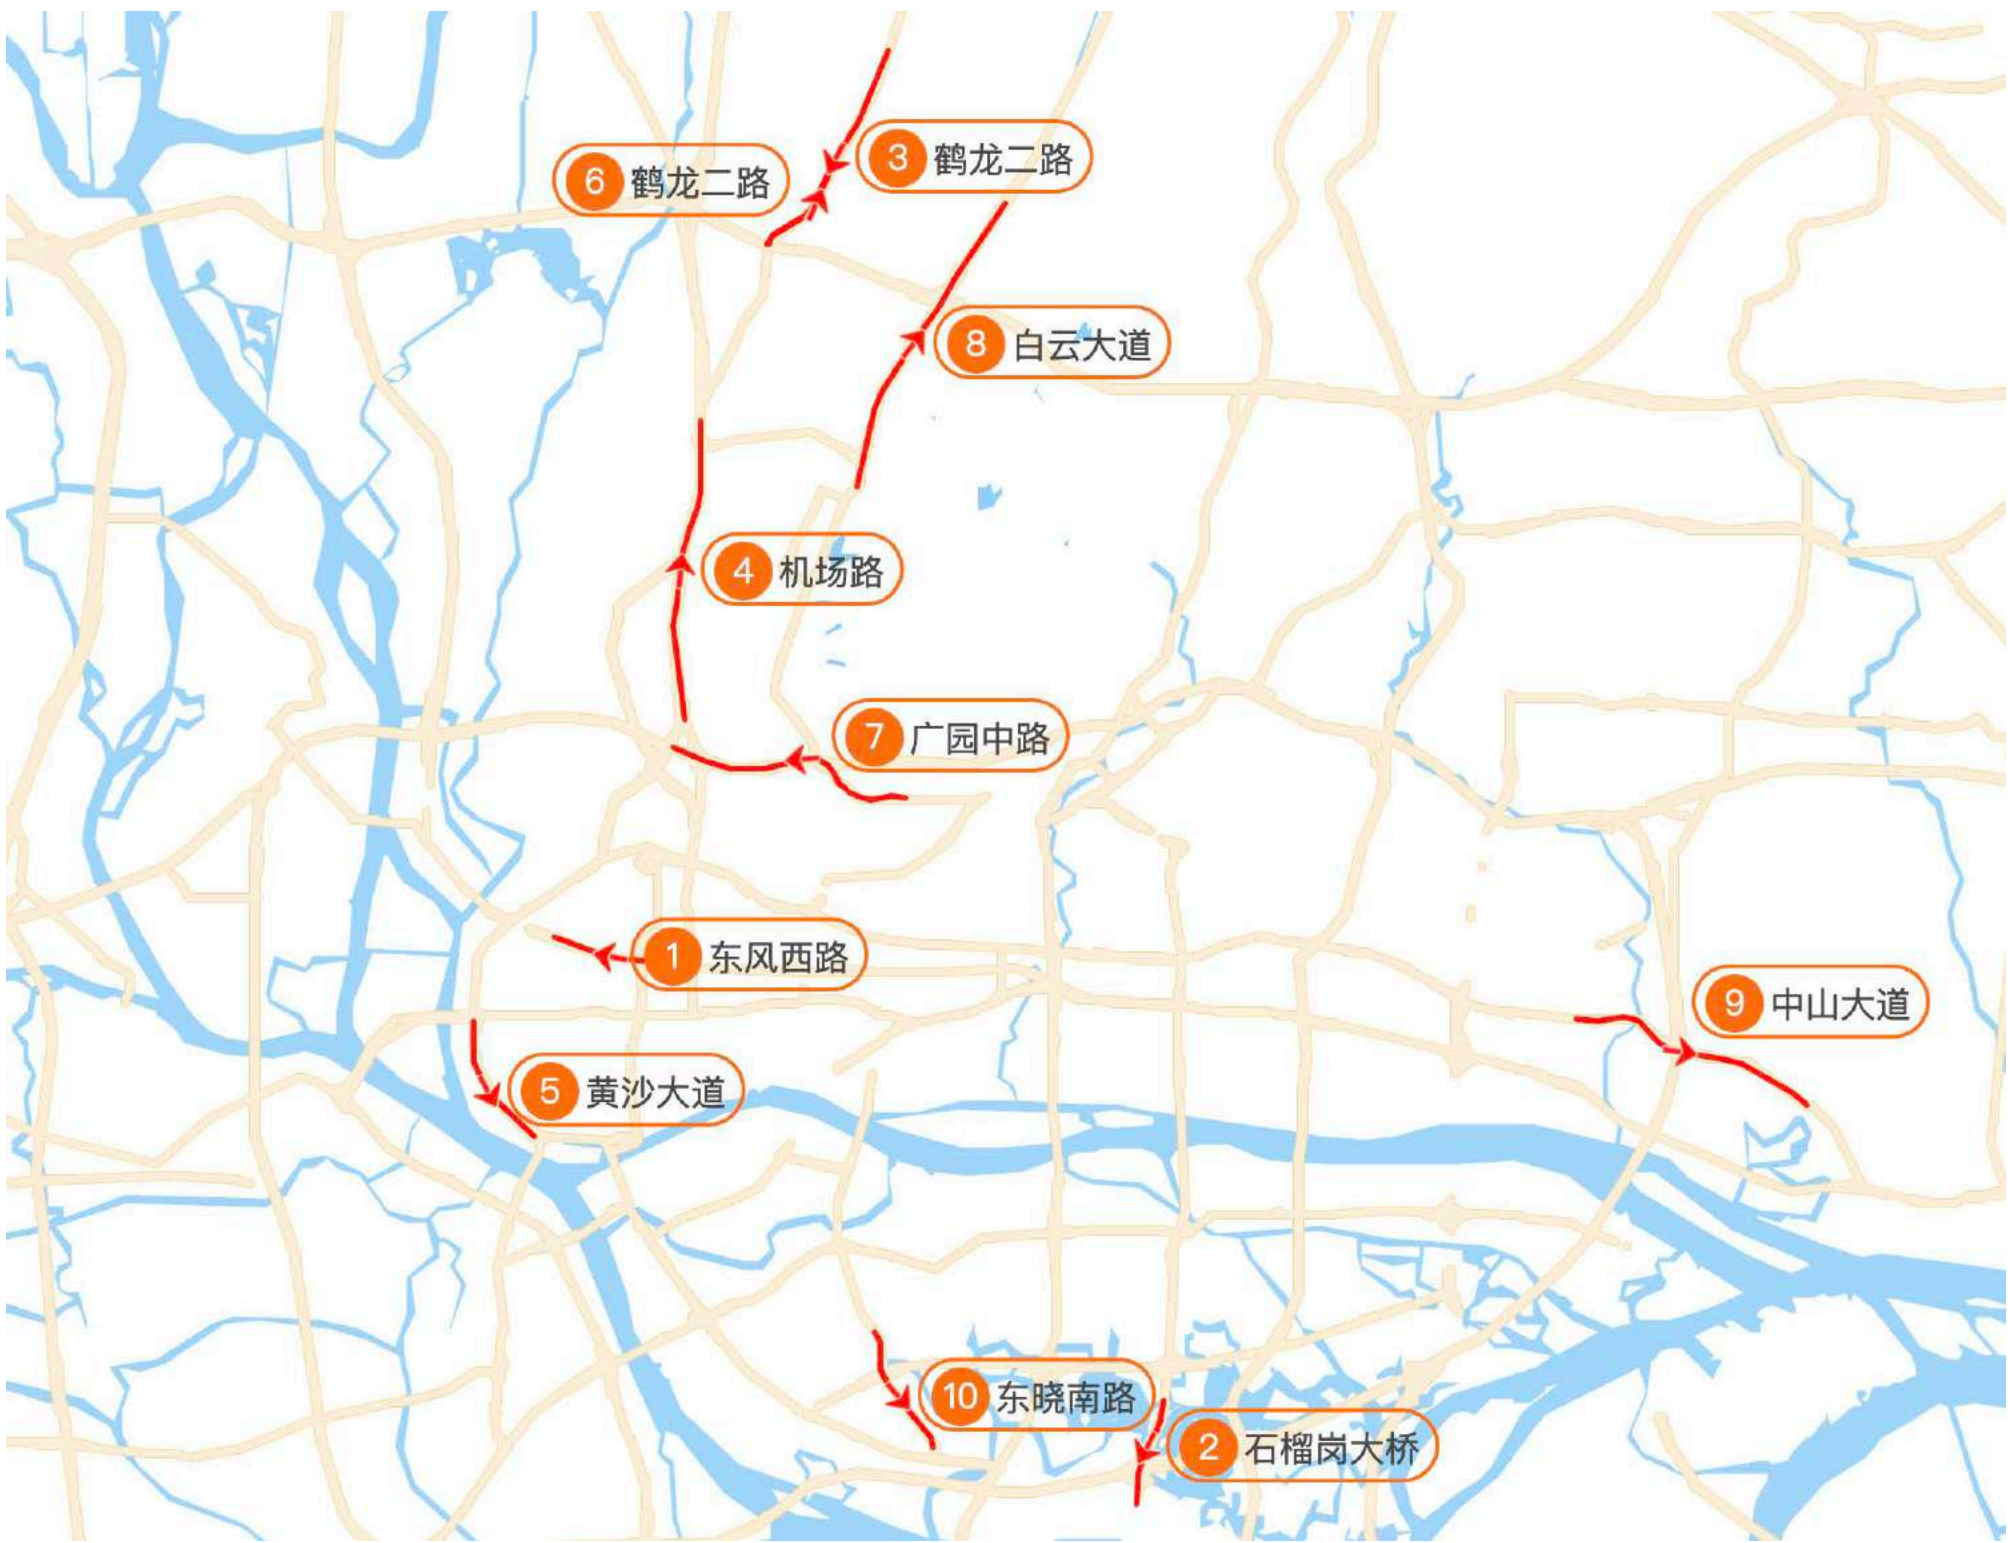 3 鹤龙二路
6 鹤龙二路
8 白云大道
4 机场路
7 广园中路
1 东风西路
9 中山大道
5 黄沙大道
10 东晓南路
2 石榴岗大桥